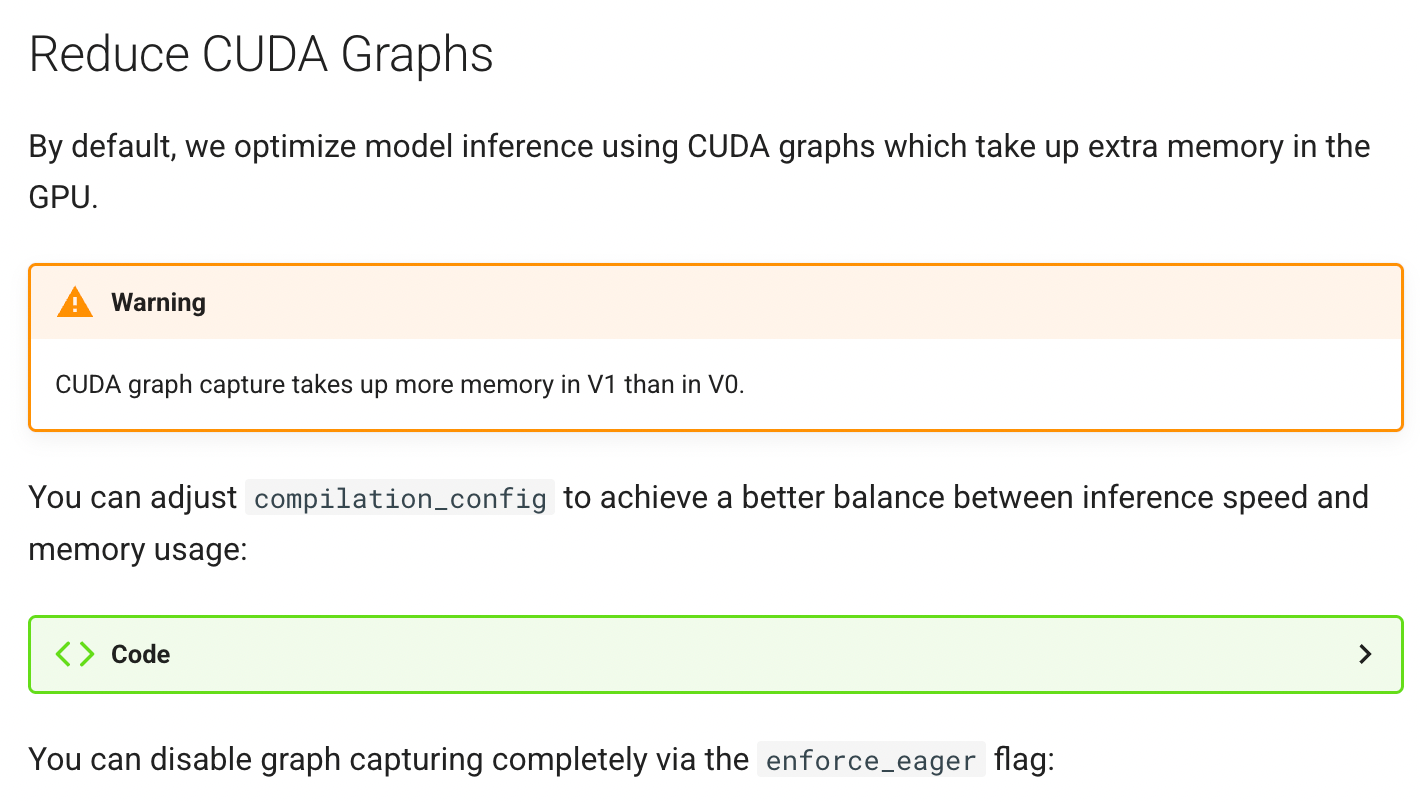 Reduce CUDA Graphs
By default, we optimize model inference using CUDA graphs which take up extra memory in the
GPU.
Warning
CUDA graph capture takes up more memory in V1 than in V0.
You can adjust compilation_config to achieve a better balance between inference speed and
memory usage:
Code
You can disable graph capturing completely via the enforce_eager flag: